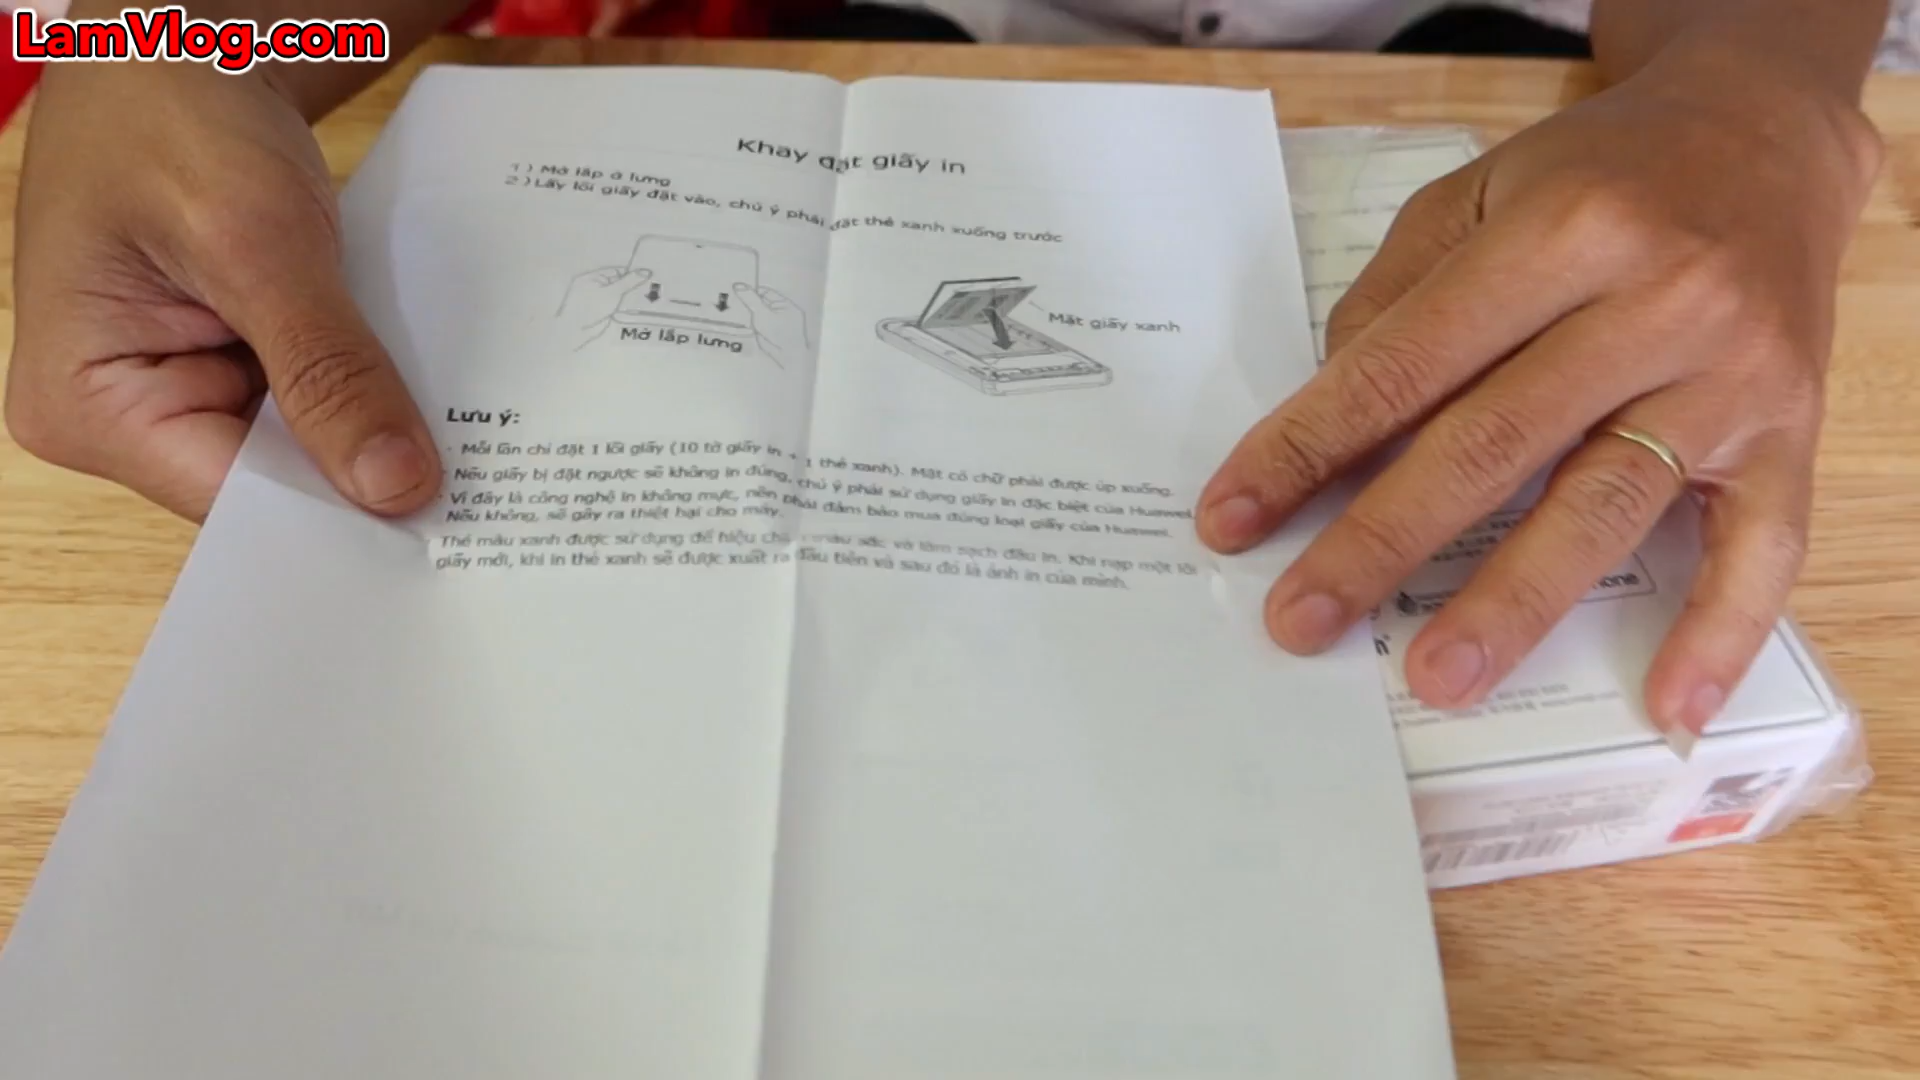 LamVlog.com
Khay đặt giấy in
1) Mở lắp ở lưng
2) Lấy lõi giấy đặt vào, chú ý phải đặt thẻ xanh xuống trước
Mở lắp lưng
Mặt giấy xanh
Lưu ý:
- Mỗi lần chỉ đặt 1 lõi giấy (10 tờ giấy in + 1 thẻ xanh). Mặt có chữ phải được úp xuống.
- Nếu giấy bị đặt ngược sẽ không in đúng, chú ý phải sử dụng giấy in đặc biệt của Huawei.
- Vì đây là công nghệ in không mực, nên phải đảm bảo mua đúng loại giấy của Huawei.
Nếu không, sẽ gây ra thiệt hại cho máy.
- Thẻ màu xanh được sử dụng để hiệu chỉ màu sắc và làm sạch đầu in. Khi nạp một lõi
giấy mới, khi in thẻ xanh sẽ được xuất ra đầu tiên và sau đó là ảnh in của mình.